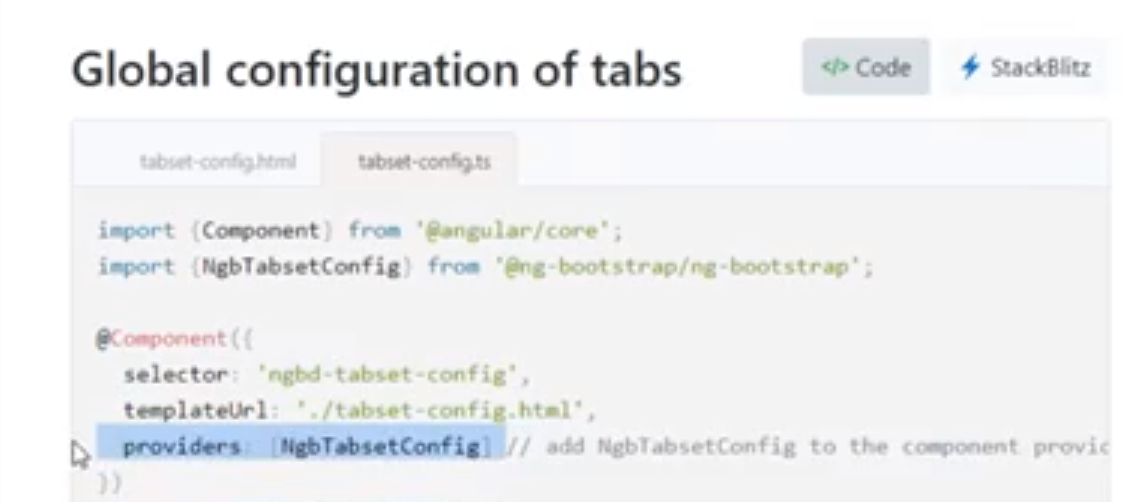 Global configuration of tabs
</> Code
StackBlitz
tabset-config.html
tabset-config.ts
import {Component} from '@angular/core';
import {NgbTabsetConfig} from '@ng-bootstrap/ng-bootstrap';
@Component({
selector: 'ngbd-tabset-config',
templateUrl: './tabset-config.html',
providers: [NgbTabsetConfig] // add NgbTabsetConfig to the component provic
})